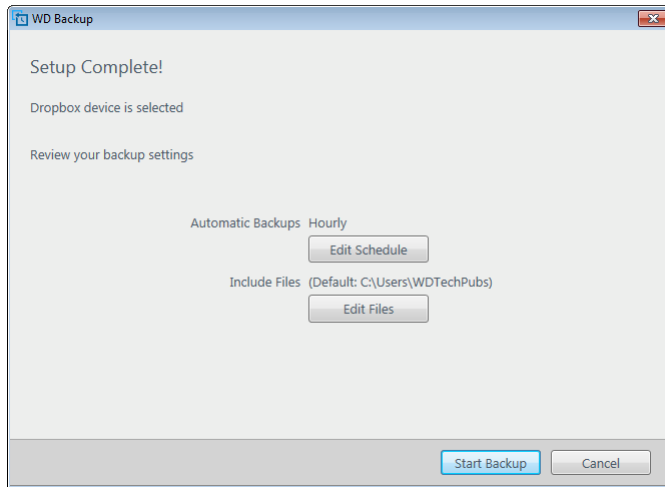 WD Backup
Setup Complete!
Dropbox device is selected
Review your backup settings
Automatic Backups Hourly
Edit Schedule
Include Files (Default: C:\Users\WDTechPubs)
Edit Files
Start Backup Cancel